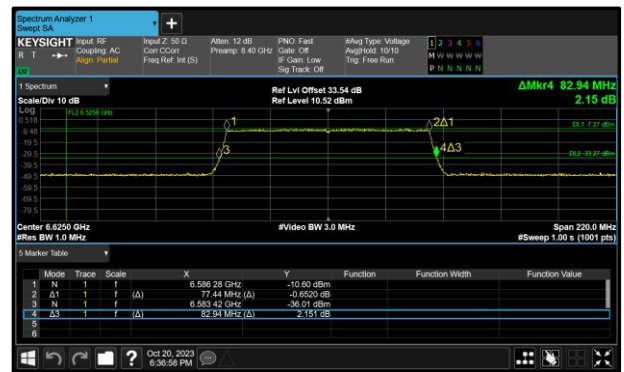 Spectrum Analyzer 1
Swept SA
+
KEYSIGHT Input: RF Input Z: 50 Ω Atten: 12 dB PNO: Fast #Avg Type: Voltage 1 2 3 4 5 6
R T Coupling: AC Corr CCorr Preamp: 8.40 GHz Gate: Off Avg|Hold: 10/10 M W W W W W
Align: Partial Freq Ref: Int (S) IF Gain: Low Trig: Free Run
Sig Track: Off P N N N N N
1 Spectrum Ref Lvl Offset 33.54 dB ΔMkr4 82.94 MHz
Scale/Div 10 dB Ref Level 10.52 dBm 2.15 dB
Log
0.518 FL2 6.5250 GHz 1 2Δ1 DL1 -7.27 dBm
-9.48
-19.5
-29.5 3 4Δ3 DL2 -33.27 dBm
-39.5
-49.5
-59.5
-69.5
-79.5
Center 6.6250 GHz #Video BW 3.0 MHz Span 220.0 MHz
#Res BW 1.0 MHz #Sweep 1.00 s (1001 pts)
5 Marker Table
Mode Trace Scale X Y Function Function Width Function Value
1 N 1 f 6.586 28 GHz -10.60 dBm
2 Δ1 1 f (Δ) 77.44 MHz (Δ) -0.6520 dB
3 N 1 f 6.583 42 GHz -36.01 dBm
4 Δ3 1 f (Δ) 82.94 MHz (Δ) 2.151 dB
5
6
? Oct 20, 2023
6:36:58 PM